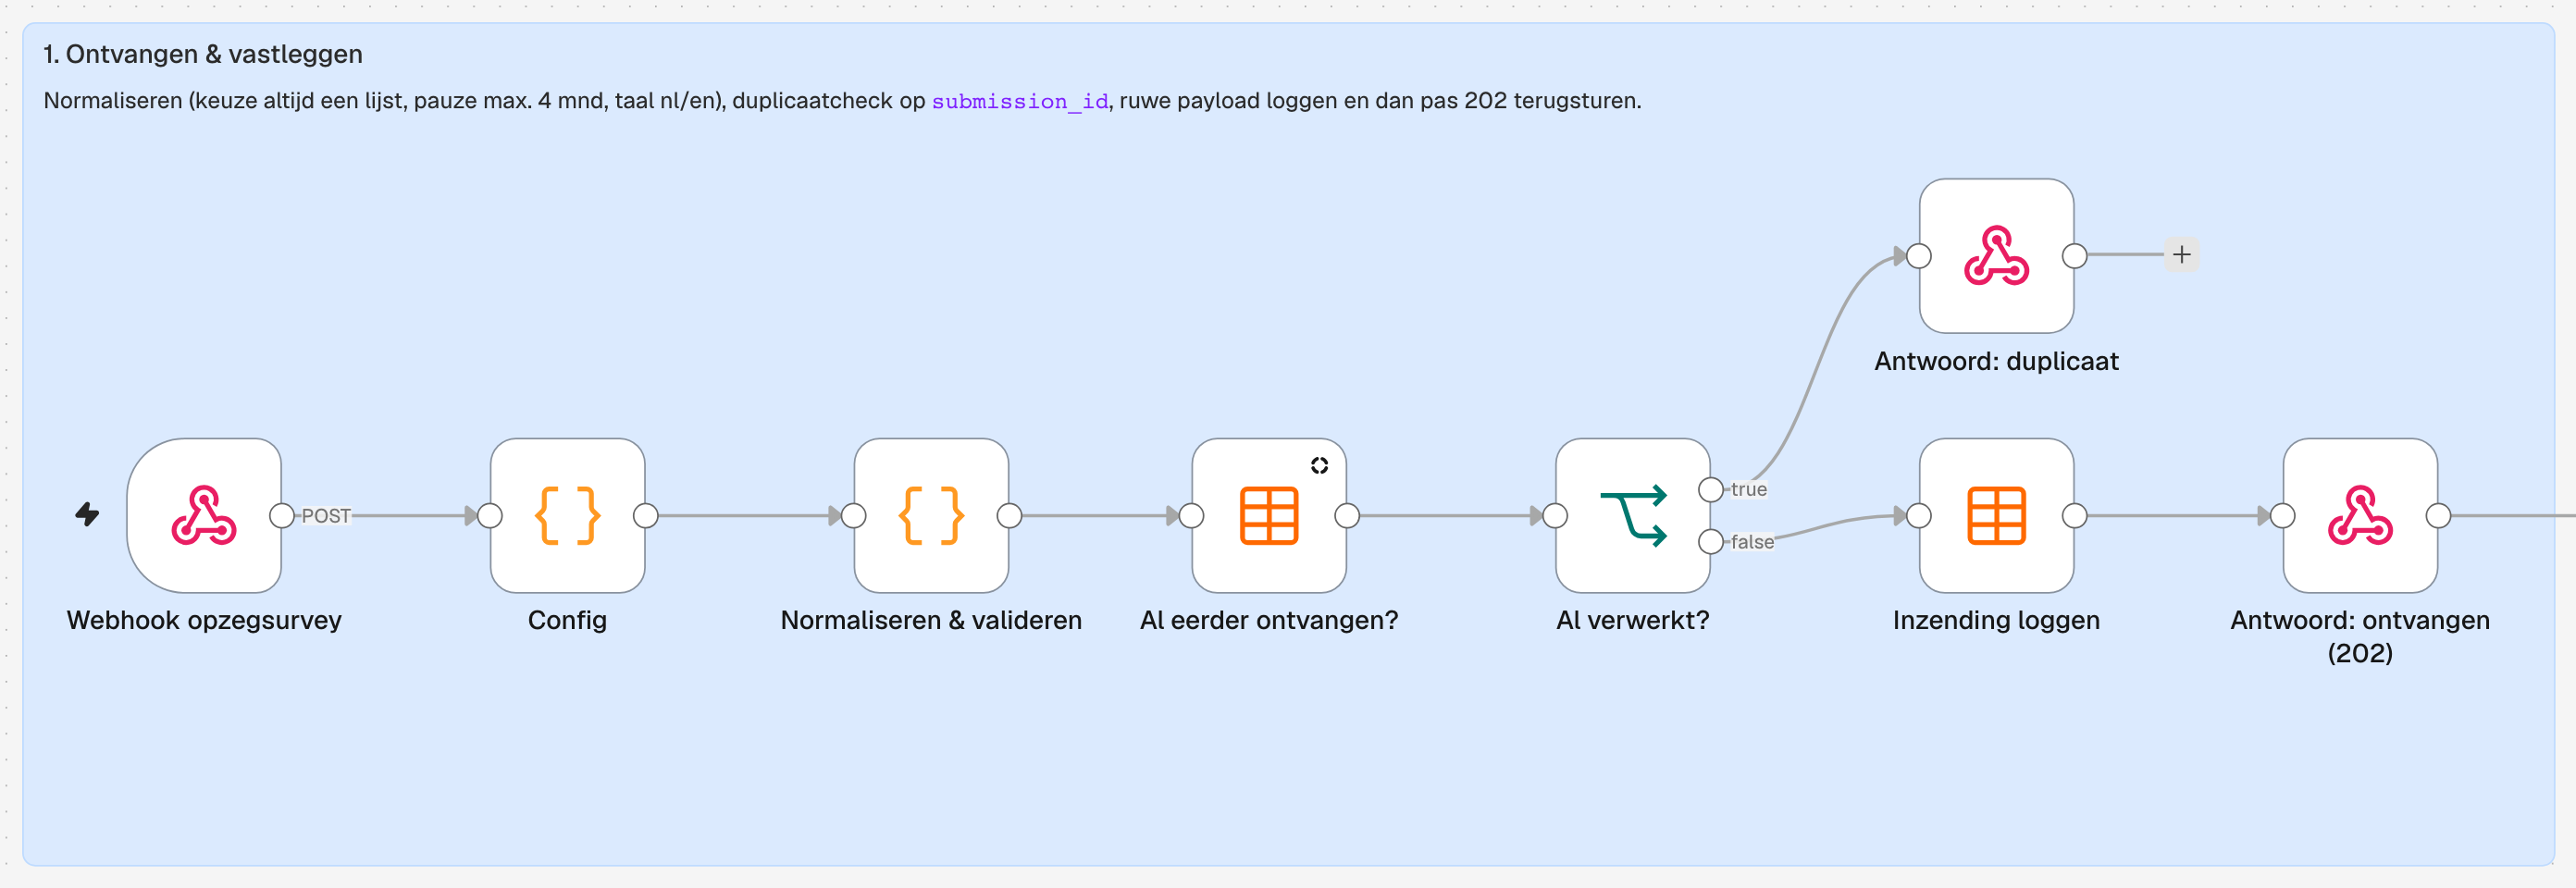 1. Ontvangen & vastleggen
Normaliseren (keuze altijd een lijst, pauze max. 4 mnd, taal nl/en), duplicaatcheck op submission_id, ruwe payload loggen en dan pas 202 terugsturen.
Antwoord: duplicaat
POST
true
false
Webhook opzegsurvey
Config
Normaliseren & valideren
Al eerder ontvangen?
Al verwerkt?
Inzending loggen
Antwoord: ontvangen
(202)